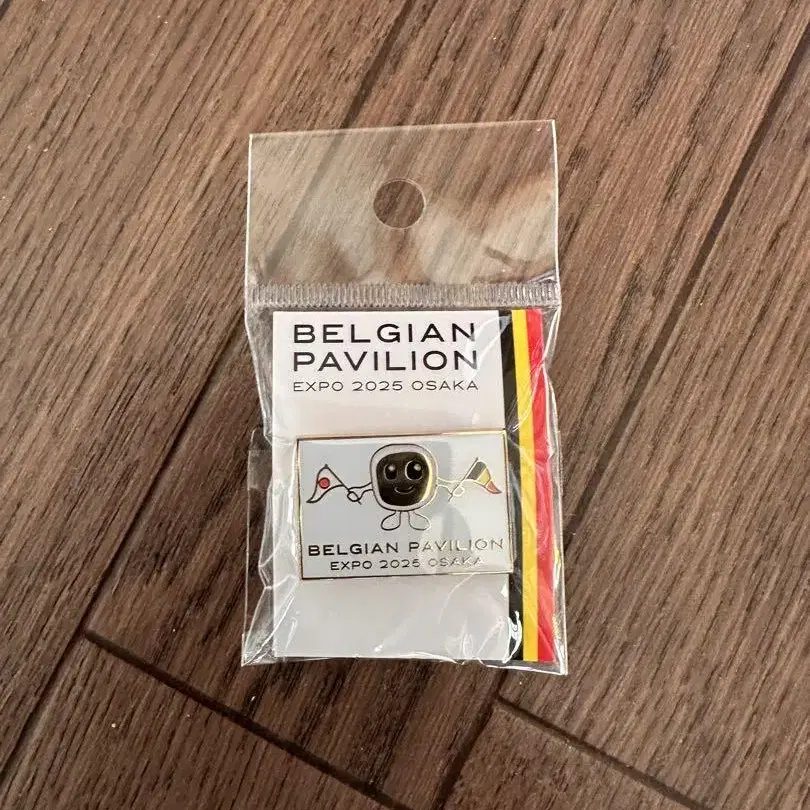 BELGIAN
PAVILION
EXPO 2025 OSAKA
BELGIAN PAVILION
EXPO 2025 OSAKA